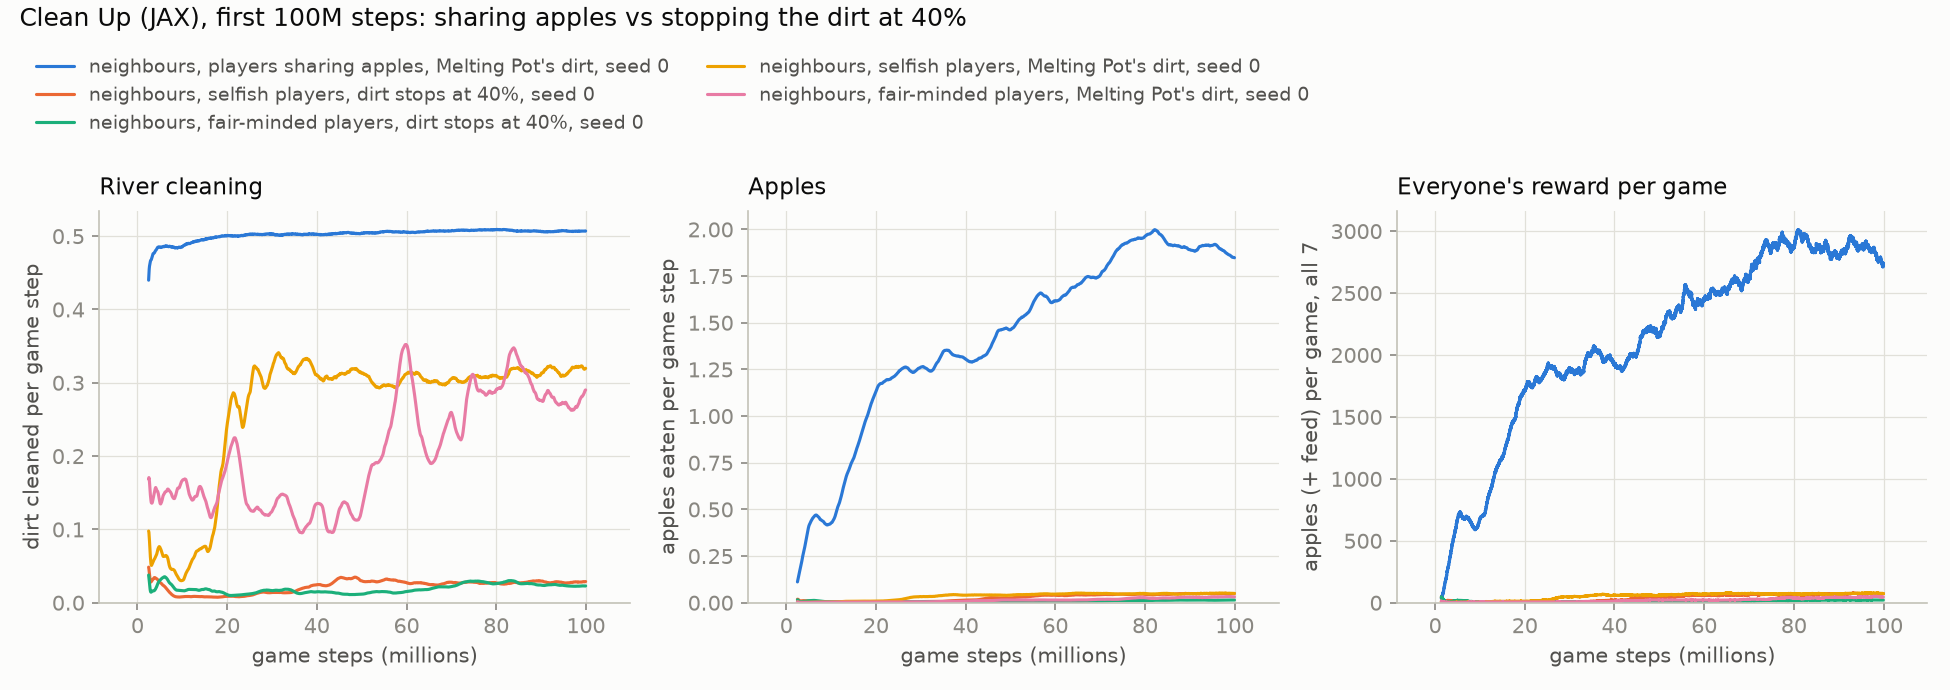 Clean Up (JAX), first 100M steps: sharing apples vs stopping the dirt at 40%
neighbours, players sharing apples, Melting Pot's dirt, seed 0
neighbours, selfish players, dirt stops at 40%, seed 0
neighbours, fair-minded players, dirt stops at 40%, seed 0
neighbours, selfish players, Melting Pot's dirt, seed 0
neighbours, fair-minded players, Melting Pot's dirt, seed 0
River cleaning
dirt cleaned per game step
0.5
0.4
0.3
0.2
0.1
0.0
0 20 40 60 80 100
game steps (millions)
Apples
apples eaten per game step
2.00
1.75
1.50
1.25
1.00
0.75
0.50
0.25
0.00
0 20 40 60 80 100
game steps (millions)
Everyone's reward per game
apples (+ feed) per game, all 7
3000
2500
2000
1500
1000
500
0
0 20 40 60 80 100
game steps (millions)